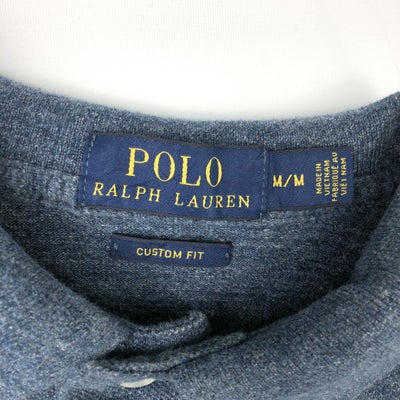 POLO
RALPH LAUREN
M/M
MADE IN
VIETNAM
FABRIQUÉ AU
VIÊT NAM
CUSTOM FIT